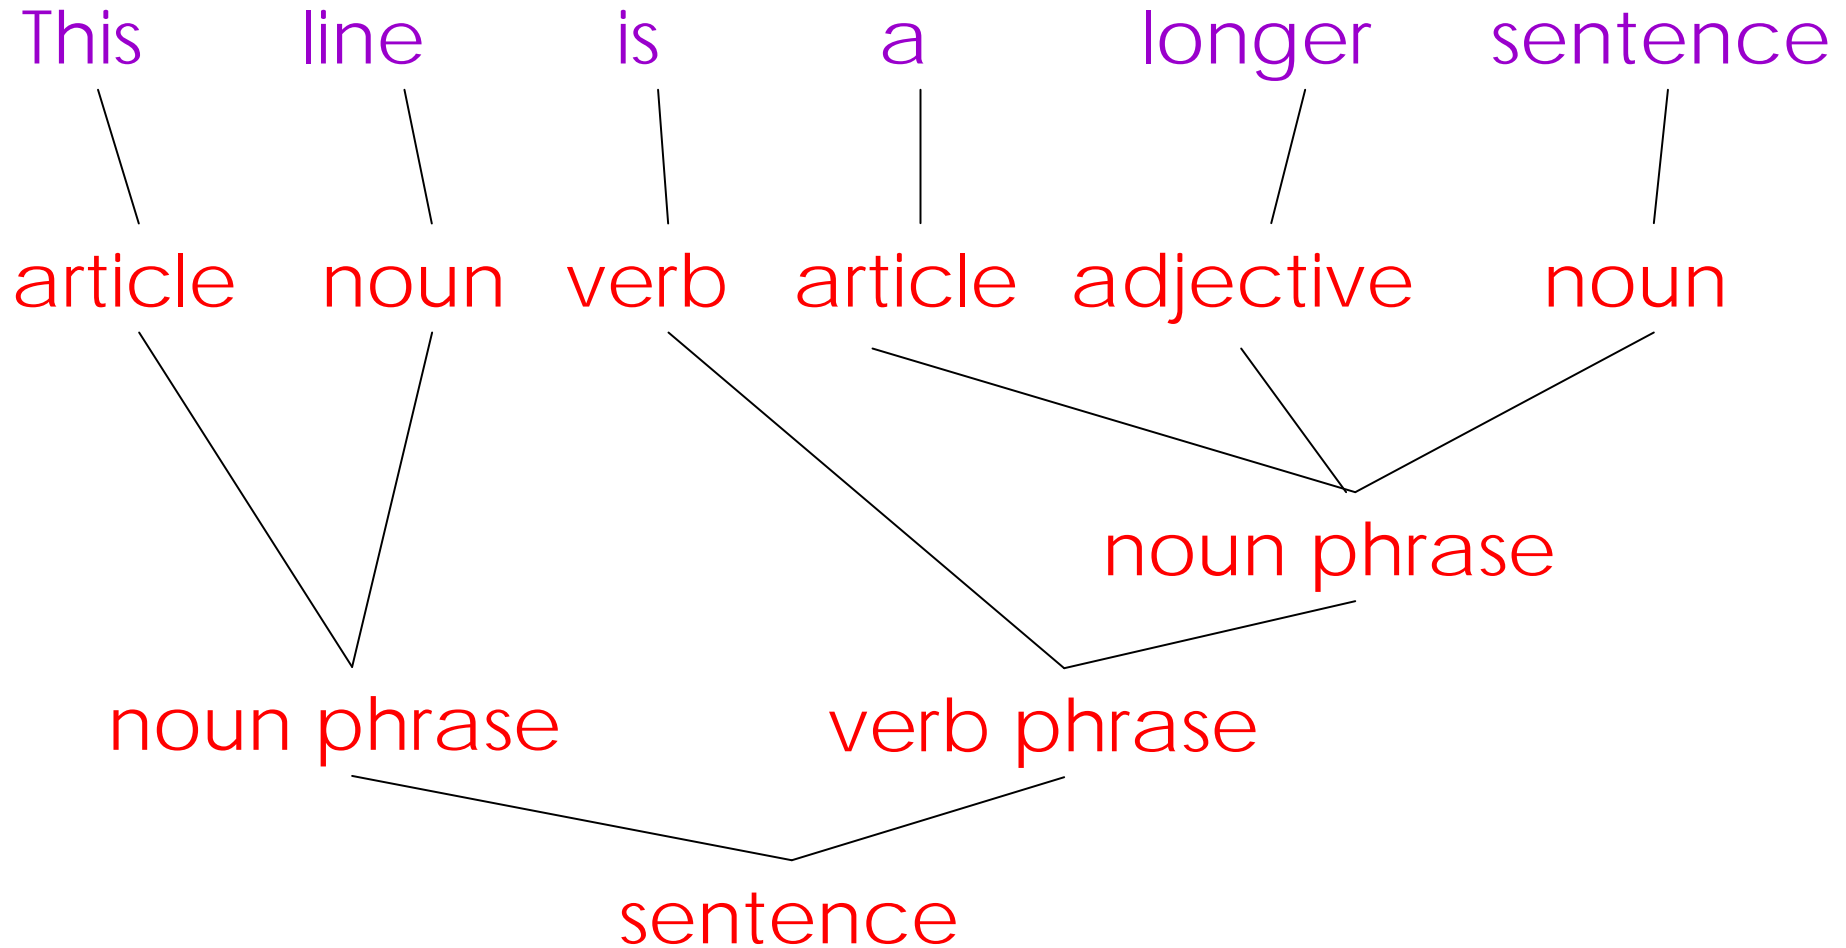 This line is a longer sentence
article noun verb article adjective noun
noun phrase
noun phrase verb phrase
sentence